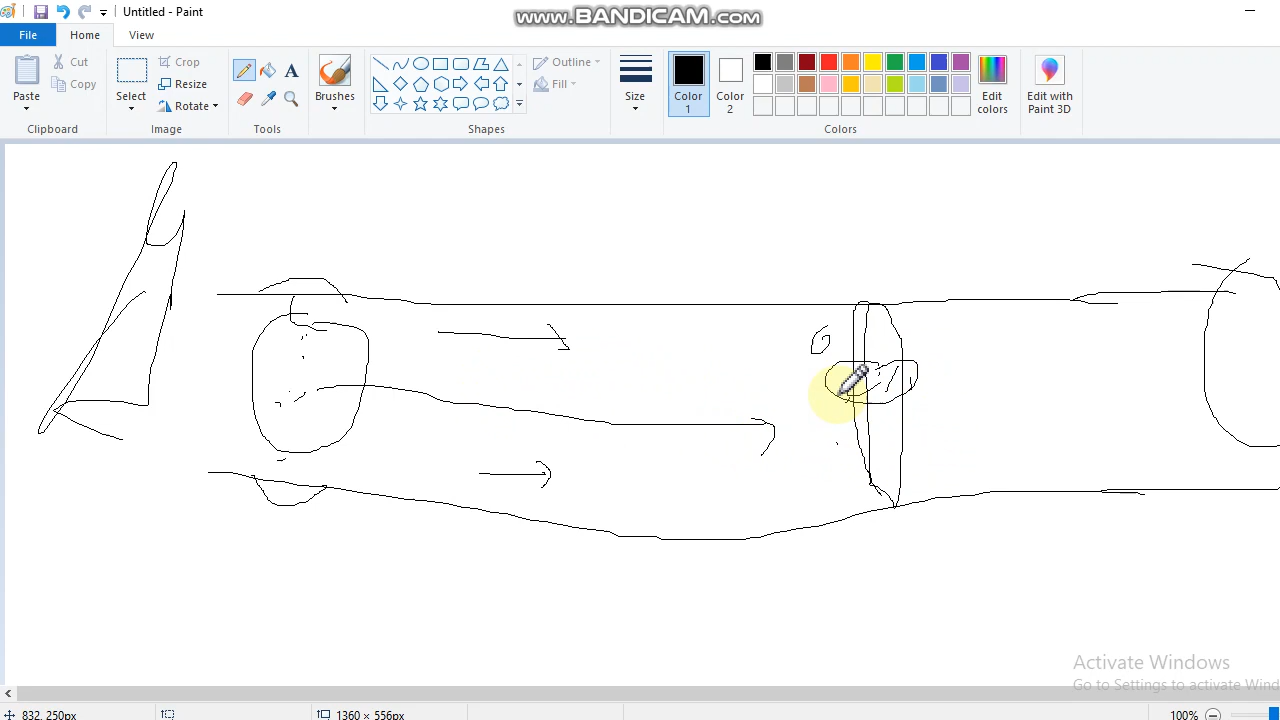 Untitled - Paint
www.BANDICAM.com
File
Home
View
Paste
Cut
Copy
Clipboard
Select
Crop
Resize
Rotate
Image
Tools
Brushes
Outline
Fill
Shapes
Size
Color
1
Color
2
Edit
colors
Edit with
Paint 3D
Colors
Activate Windows
Go to Settings to activate Wind
832, 250px
1360 × 556px
100%